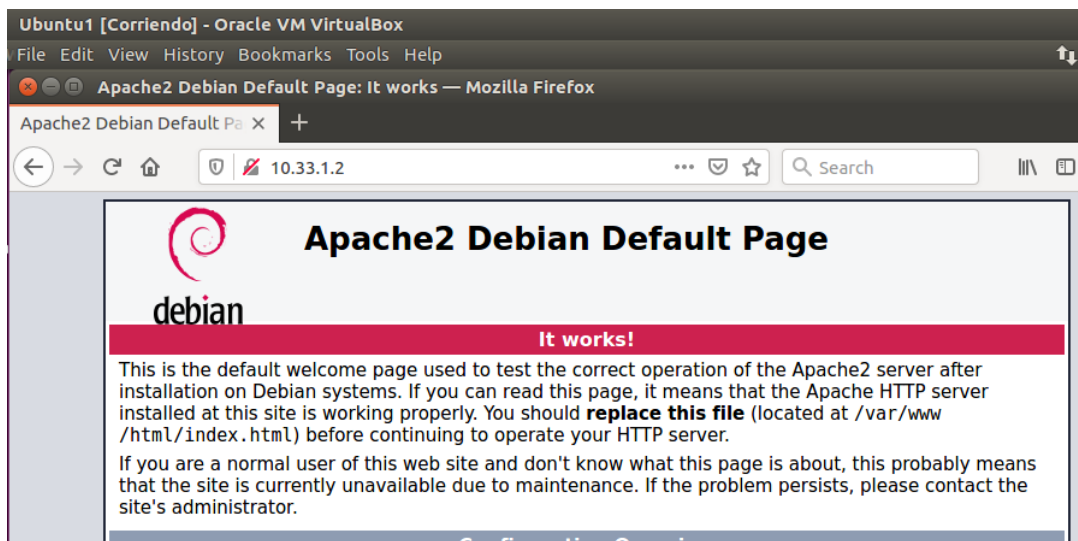 Ubuntu1 [Corriendo] - Oracle VM VirtualBox
File Edit View History Bookmarks Tools Help
Apache2 Debian Default Page: It works — Mozilla Firefox
Apache2 Debian Default Pa
10.33.1.2
Search
Apache2 Debian Default Page
debian
It works!
This is the default welcome page used to test the correct operation of the Apache2 server after
installation on Debian systems. If you can read this page, it means that the Apache HTTP server
installed at this site is working properly. You should replace this file (located at /var/www
/html/index.html) before continuing to operate your HTTP server.
If you are a normal user of this web site and don't know what this page is about, this probably means
that the site is currently unavailable due to maintenance. If the problem persists, please contact the
site's administrator.